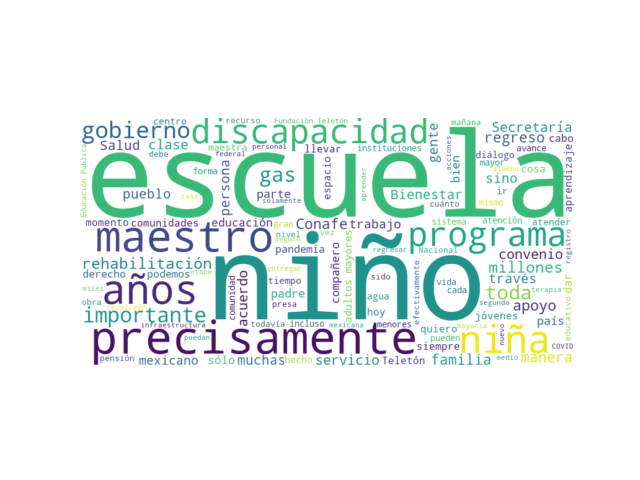 centro recurso Fundación Teletón mañana Secretaría
gobierno discapacidad gente acciones
Salud clase maestra personal llevar instituciones bien diálogo regreso cabo
Educación Pública debe federal espacio aprender mayor alumno cosa aprendizaje
escuela
forma persona gas solamente
pueblo case parte Bienestar sino ir mismo
momento comunidades educación gran Conafe trabajo sistema atención atender registro
maestro niño programa
nivel vez seguro pandemia compañero adultos mayores regresar Nacional convenio
rehabilitación etapa entregar sido millones
derecho podemos comunidad acuerdo tiempo agua efectivamente vida cada segundo terapia
miles años padre hoy toda dar educativo
obra presa apoyo
importante todavía incluso mexicana menores jóvenes país
infraestructura quiero mayoría nuevo
precisamente puedan siempre pueden niña avance COVID
pensión mexicano sólo muchas hecho servicio Teletón familia medio manera
cuánto